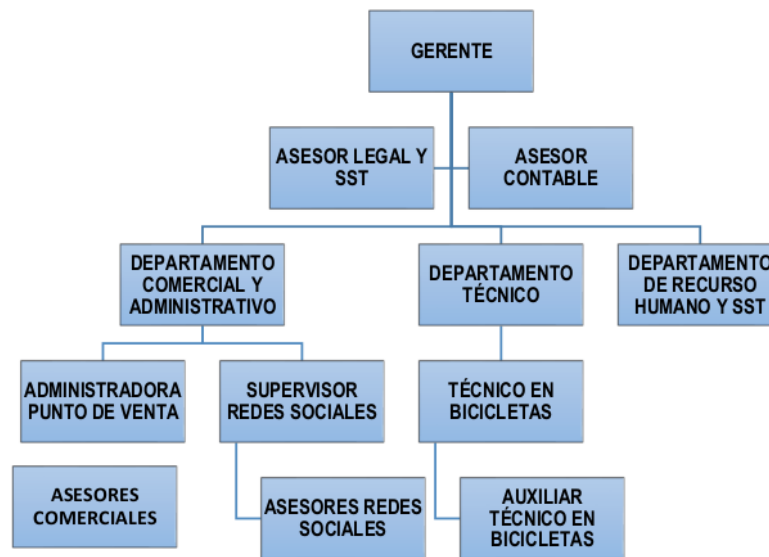 GERENTE
ASESOR LEGAL Y
SST
ASESOR
CONTABLE
DEPARTAMENTO
COMERCIAL Y
ADMINISTRATIVO
DEPARTAMENTO
TÉCNICO
DEPARTAMENTO
DE RECURSO
HUMANO Y SST
ADMINISTRADORA
PUNTO DE VENTA
SUPERVISOR
REDES SOCIALES
TÉCNICO EN
BICICLETAS
ASESORES
COMERCIALES
ASESORES REDES
SOCIALES
AUXILIAR
TÉCNICO EN
BICICLETAS